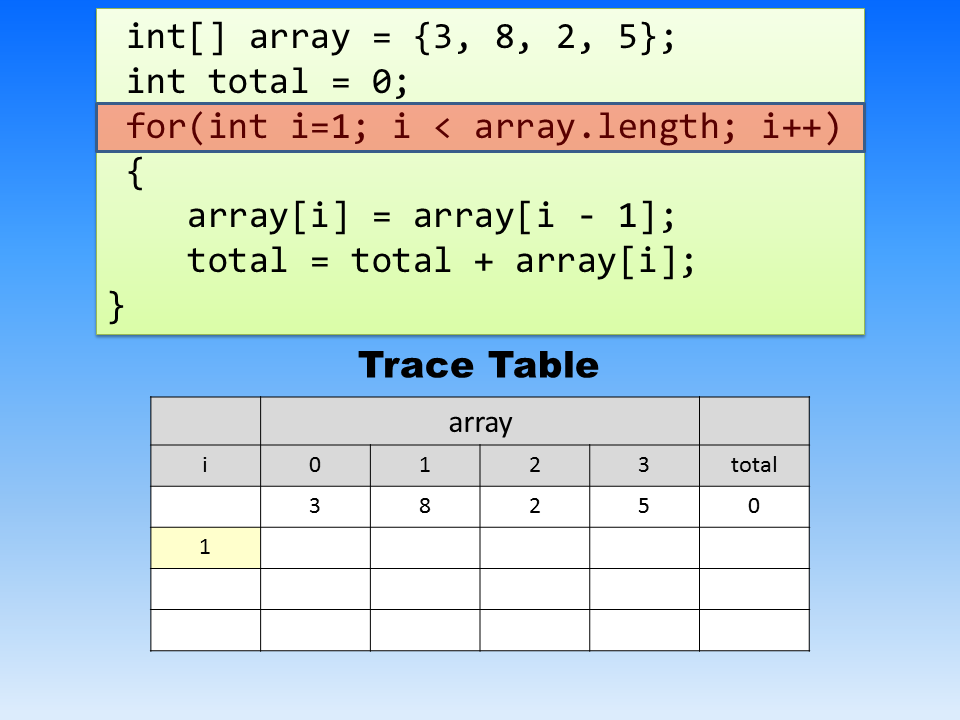 int[] array = {3, 8, 2, 5};
int total = 0;
for(int i=1; i < array.length; i++)
{
array[i] = array[i - 1];
total = total + array[i];
}
Trace Table
array
i 0 1 2 3 total
3 8 2 5 0
1